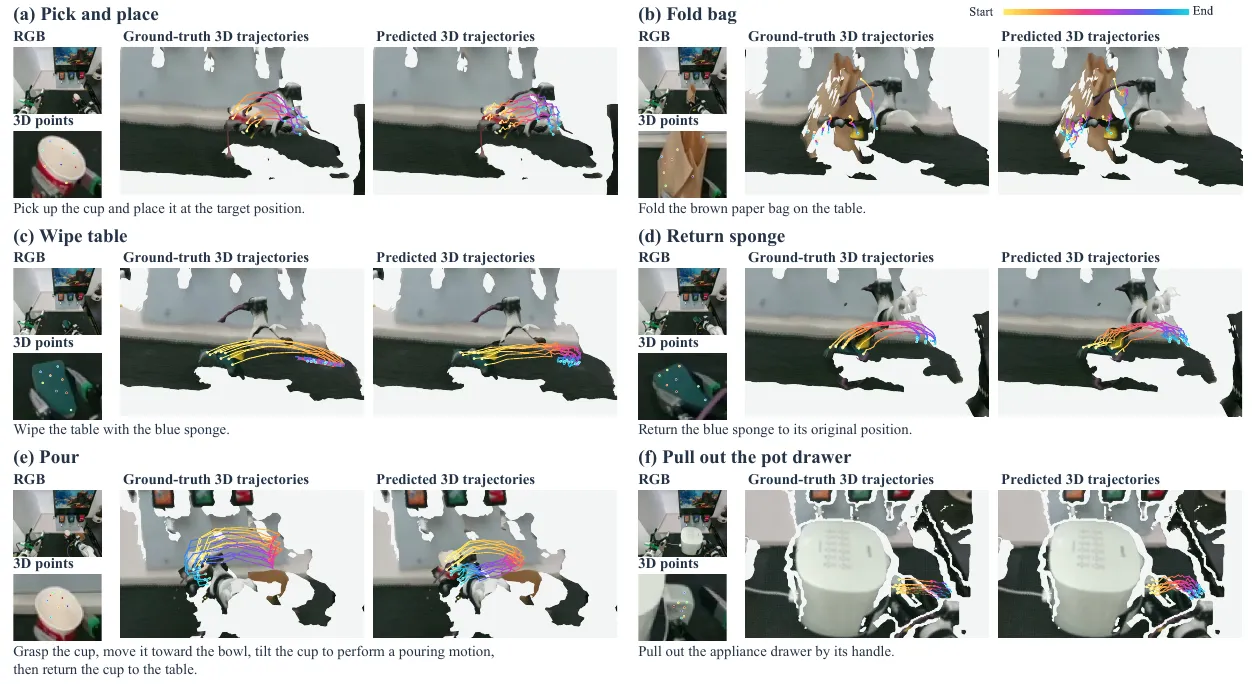 (a) Pick and place
RGB
Ground-truth 3D trajectories
Predicted 3D trajectories
3D points
Pick up the cup and place it at the target position.
(b) Fold bag
Start
End
RGB
Ground-truth 3D trajectories
Predicted 3D trajectories
3D points
Fold the brown paper bag on the table.
(c) Wipe table
RGB
Ground-truth 3D trajectories
Predicted 3D trajectories
3D points
Wipe the table with the blue sponge.
(d) Return sponge
RGB
Ground-truth 3D trajectories
Predicted 3D trajectories
3D points
Return the blue sponge to its original position.
(e) Pour
RGB
Ground-truth 3D trajectories
Predicted 3D trajectories
3D points
Grasp the cup, move it toward the bowl, tilt the cup to perform a pouring motion,
then return the cup to the table.
(f) Pull out the pot drawer
RGB
Ground-truth 3D trajectories
Predicted 3D trajectories
3D points
Pull out the appliance drawer by its handle.